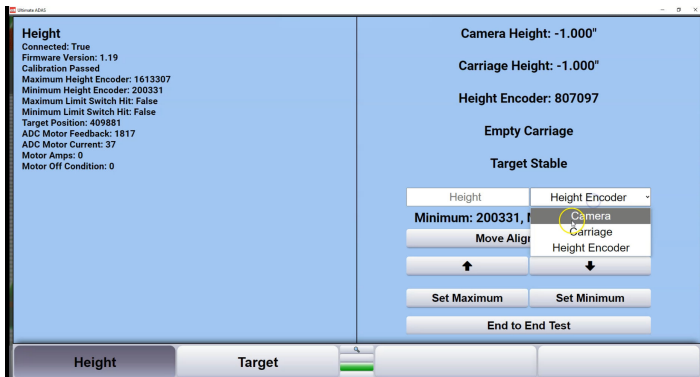 Ultimate ADAS
Height
Connected: True
Firmware Version: 1.19
Calibration Passed
Maximum Height Encoder: 1613307
Minimum Height Encoder: 200331
Maximum Limit Switch Hit: False
Minimum Limit Switch Hit: False
Target Position: 409881
ADC Motor Feedback: 1817
ADC Motor Current: 37
Motor Amps: 0
Motor Off Condition: 0
Camera Height: -1.000"
Carriage Height: -1.000"
Height Encoder: 807097
Empty Carriage
Target Stable
Height
Height Encoder
Minimum: 200331,
Camera
Carriage
Height Encoder
Move
Set Maximum
Set Minimum
End to End Test
Height
Target